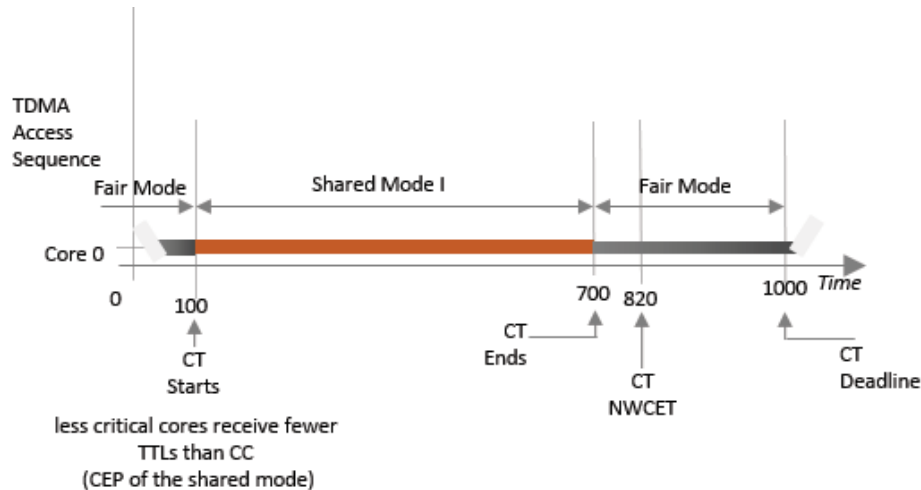 TDMA
Access
Sequence
Fair Mode
Shared Mode I
Fair Mode
Core 0
0
100
700
820
1000
Time
CT
Starts
CT
Ends
CT
NWCET
CT
Deadline
less critical cores receive fewer
TTLs than CC
(CEP of the shared mode)